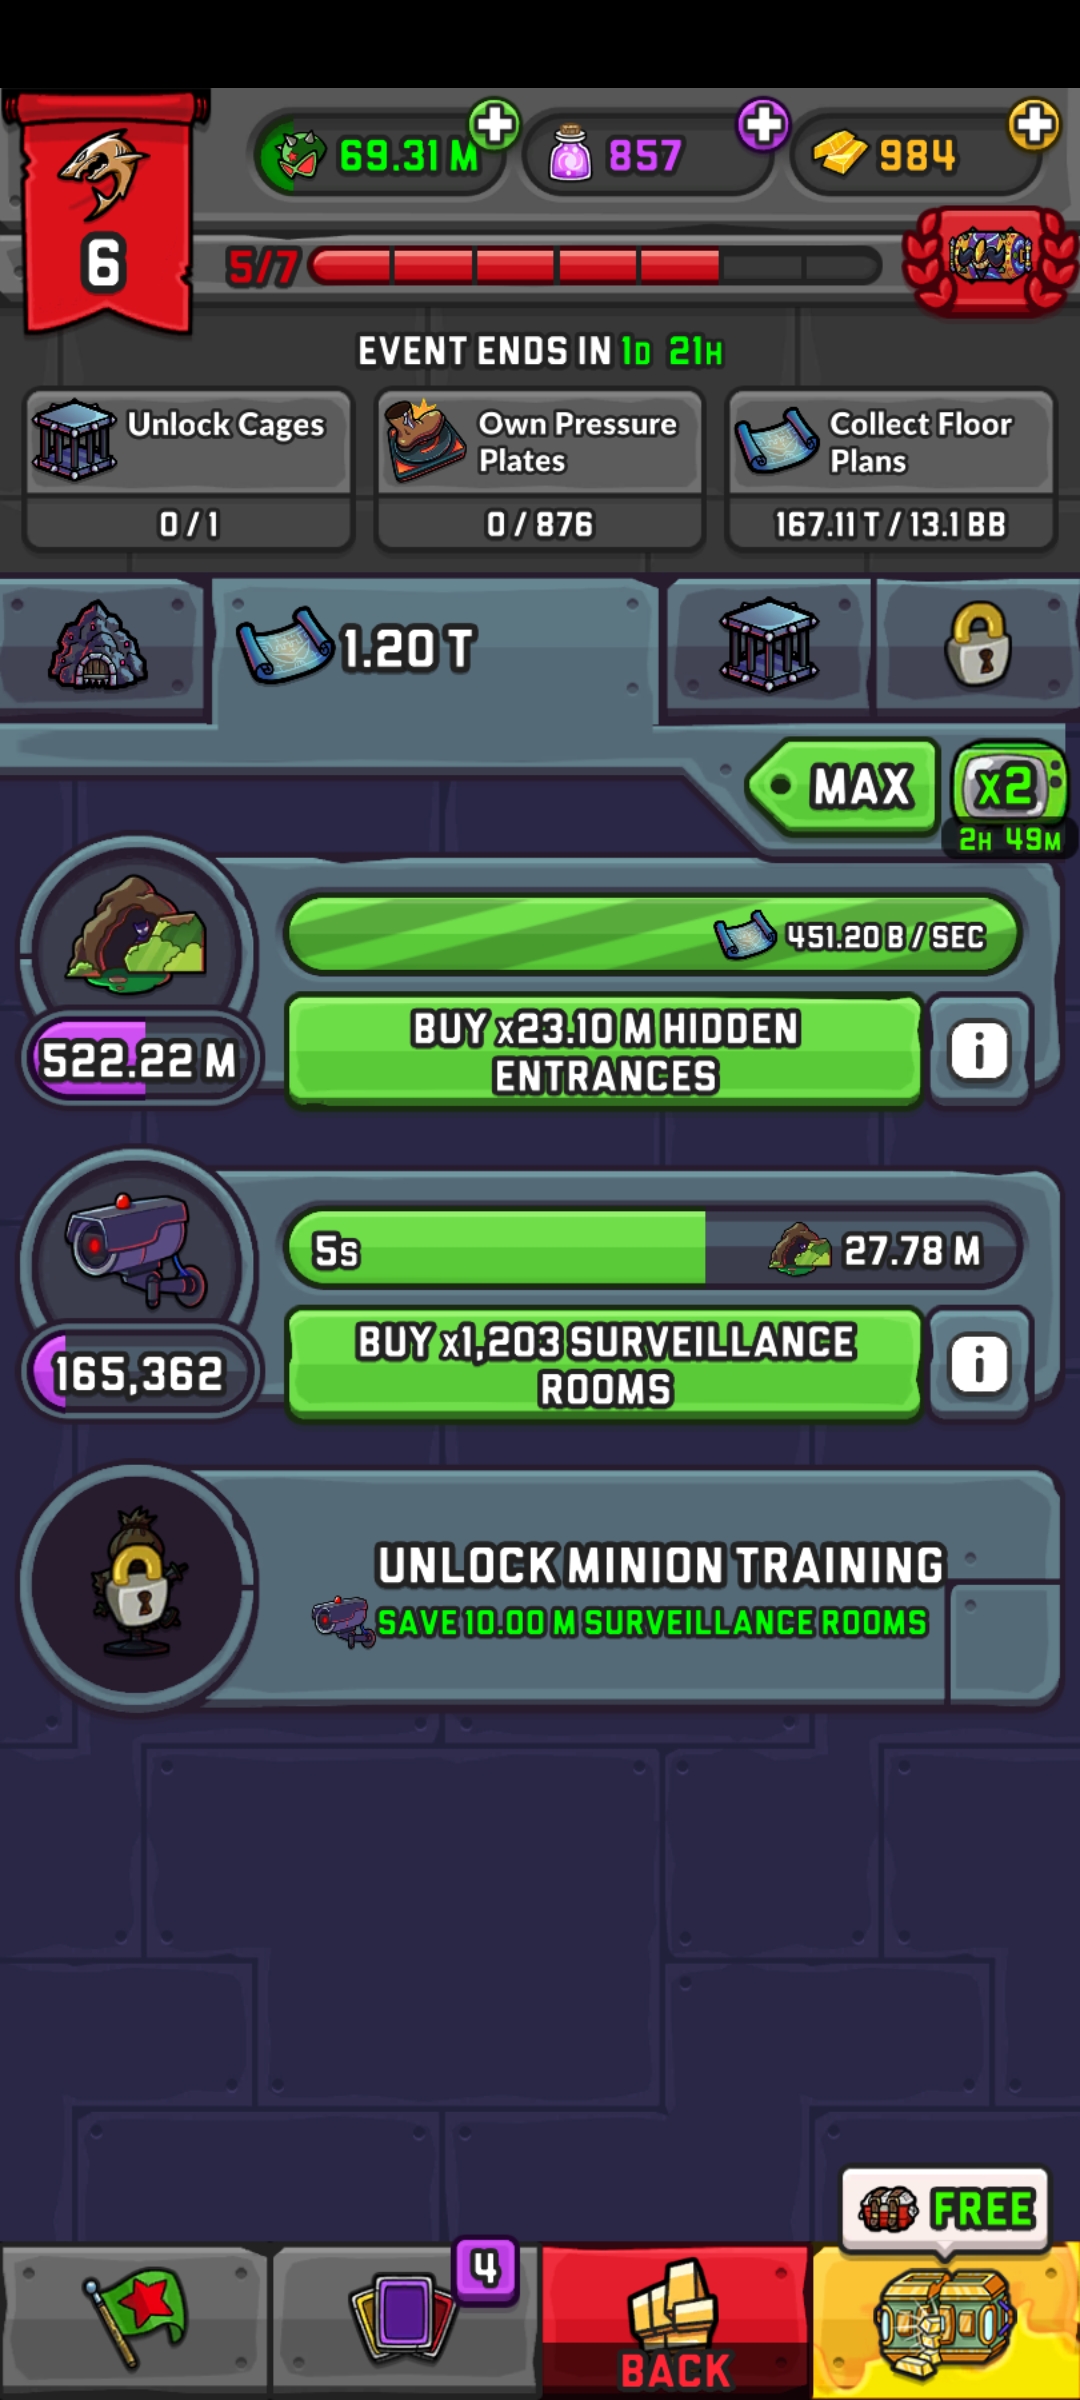 69.31 M
857
984
6
5/7
EVENT ENDS IN 1D 21H
Unlock Cages
0 / 1
Own Pressure
Plates
0 / 876
Collect Floor
Plans
167.11 T / 13.1 BB
1.20 T
MAX
x2
2H 49M
451.20 B / SEC
522.22 M
BUY x23.10 M HIDDEN
ENTRANCES
i
5s
27.78 M
165,362
BUY x1,203 SURVEILLANCE
ROOMS
i
UNLOCK MINION TRAINING
SAVE 10.00 M SURVEILLANCE ROOMS
FREE
4
BACK